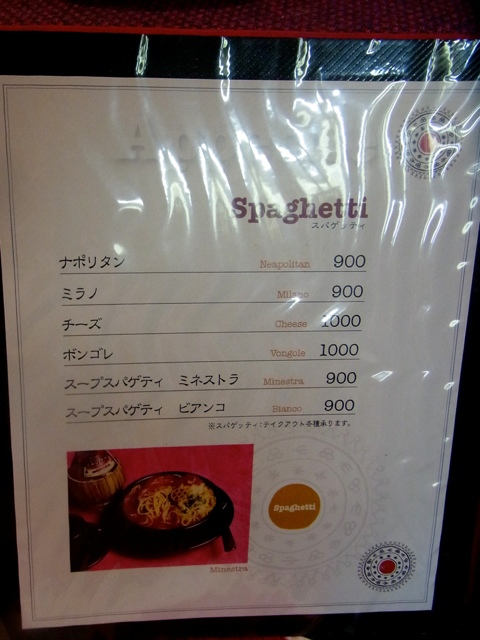 Spaghetti
スパゲッティ
ナポリタン Neapolitan 900
ミラノ Milano 900
チーズ Cheese 1000
ボンゴレ Vongole 1000
スープスパゲティ ミネストラ Minestra 900
スープスパゲティ ビアンコ Bianco 900
※スパゲッティ:テイクアウト各種承ります。
Spaghetti
Minestra